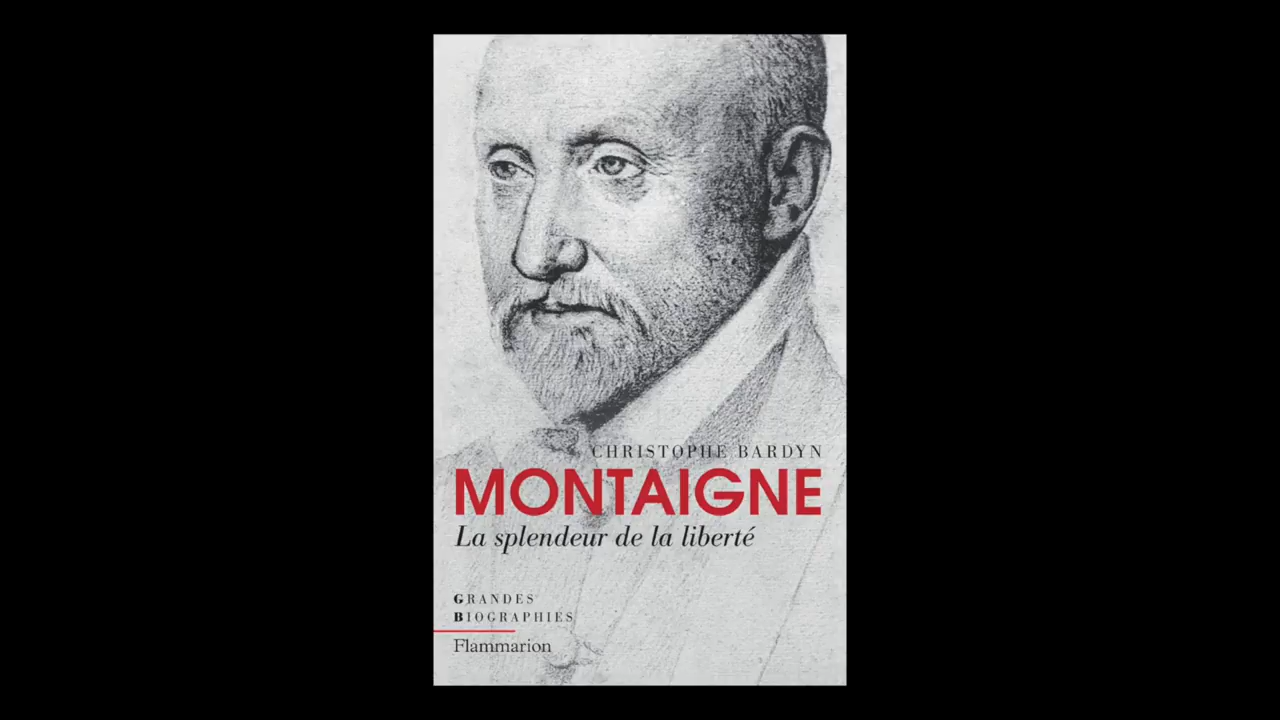 CHRISTOPHE BARDYN
MONTAIGNE
La splendeur de la liberté
GRANDES
BIOGRAPHIES
Flammarion